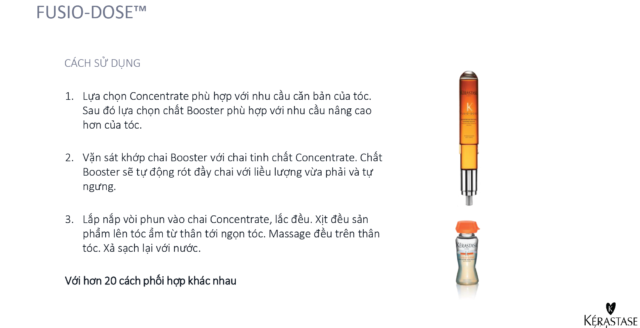 FUSIO-DOSE™
CÁCH SỬ DỤNG
1. Lựa chọn Concentrate phù hợp với nhu cầu căn bản của tóc.
Sau đó lựa chọn chất Booster phù hợp với nhu cầu nâng cao
hơn của tóc.
2. Vặn sát khớp chai Booster với chai tinh chất Concentrate. Chất
Booster sẽ tự động rót đầy chai với liều lượng vừa phải và tự
ngưng.
3. Lắp nắp vòi phun vào chai Concentrate, lắc đều. Xịt đều sản
phẩm lên tóc ẩm từ thân tới ngọn tóc. Massage đều trên thân
tóc. Xả sạch lại với nước.
Với hơn 20 cách phối hợp khác nhau
KÉRASTASE